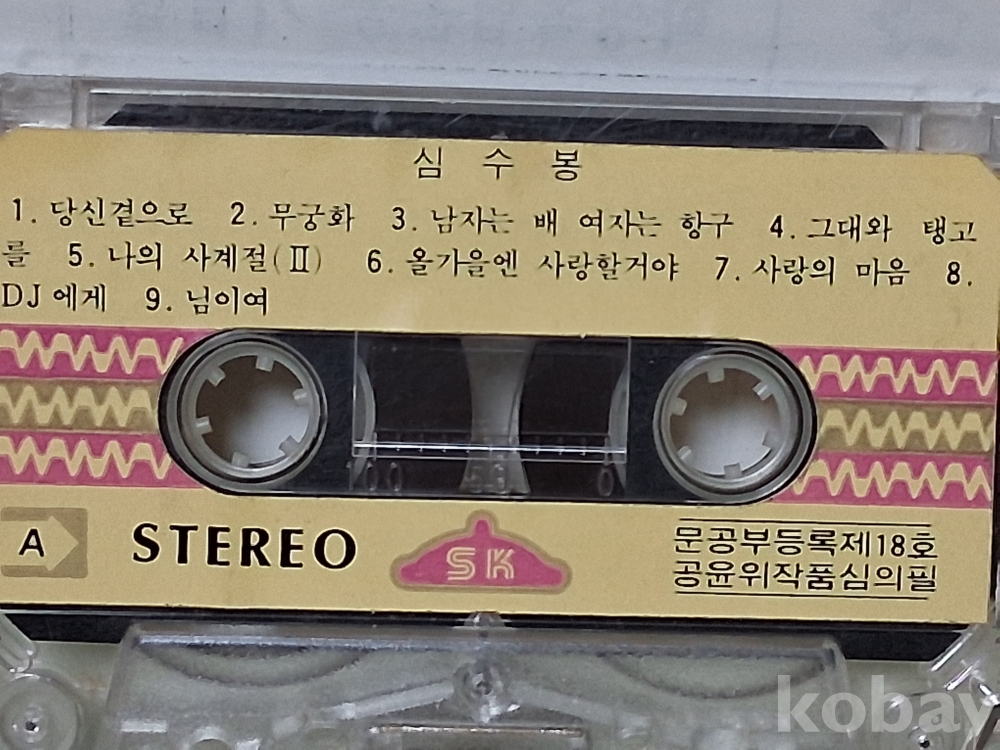 심 수 봉
1. 당신곁으로 2. 무궁화 3. 남자는 배 여자는 항구 4. 그대와 탱고
를 5. 나의 사계절(Ⅱ) 6. 올가을엔 사랑할거야 7. 사랑의 마음 8.
DJ에게 9. 님이여
A STEREO SK
문공부등록제18호
공윤위작품심의필
kobay